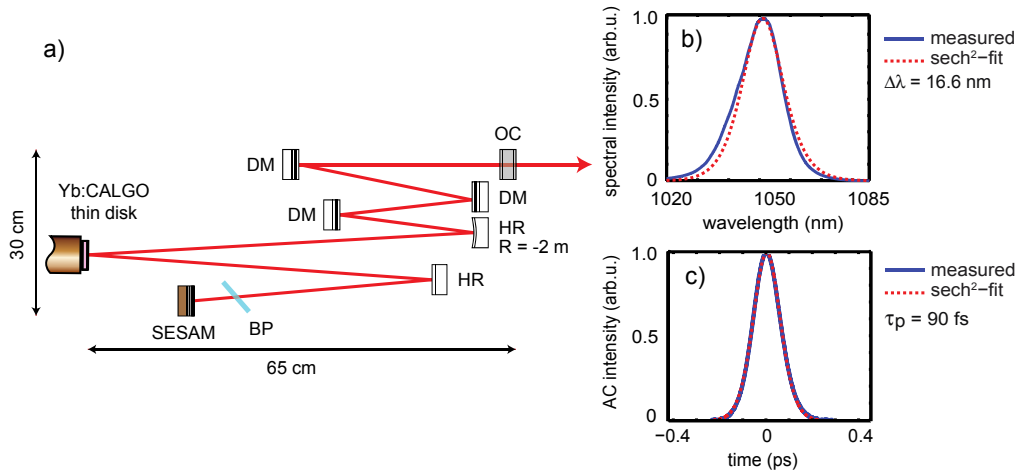 a)
DM
OC
DM
DM
HR
R = -2 m
Yb:CALGO
thin disk
30 cm
HR
SESAM
BP
65 cm
b)
spectral intensity (arb.u.)
1.0
0.5
0
1020
1050
1085
wavelength (nm)
measured
sech²−fit
Δλ = 16.6 nm
c)
AC intensity (arb.u.)
1.0
0.5
0
−0.4
0
0.4
time (ps)
measured
sech²−fit
τp = 90 fs